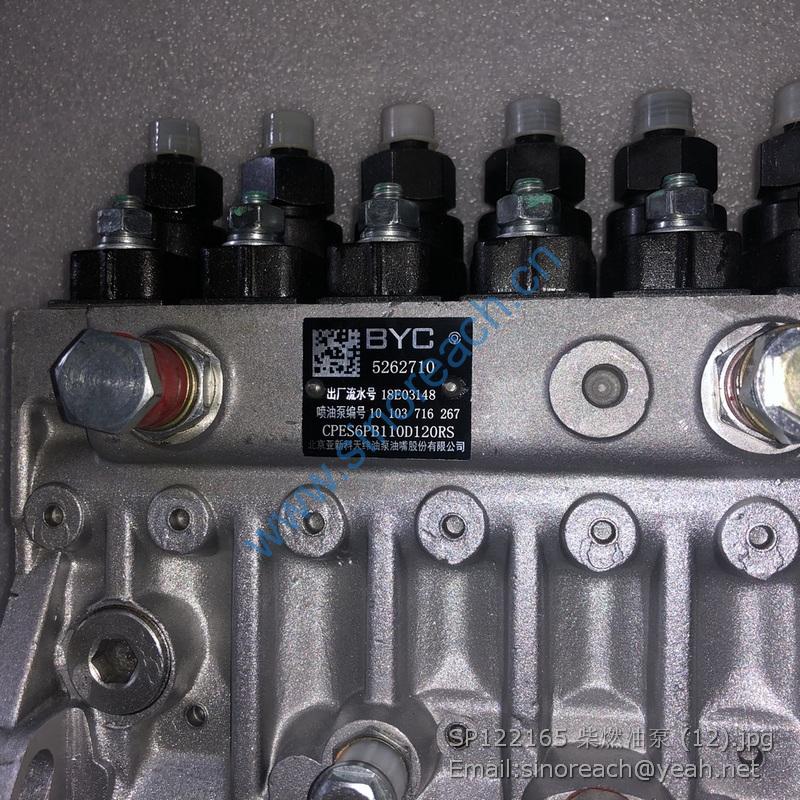 BYC ©
5262710
出厂流水号 18E03148
喷油泵编号 10 103 716 267
CPES6PB110D120RS
北京亚新科天纬油泵油嘴股份有限公司
www.sinoreach.cn
SP122165 柴燃油泵 (12).jpg
Email:sinoreach@yeah.net